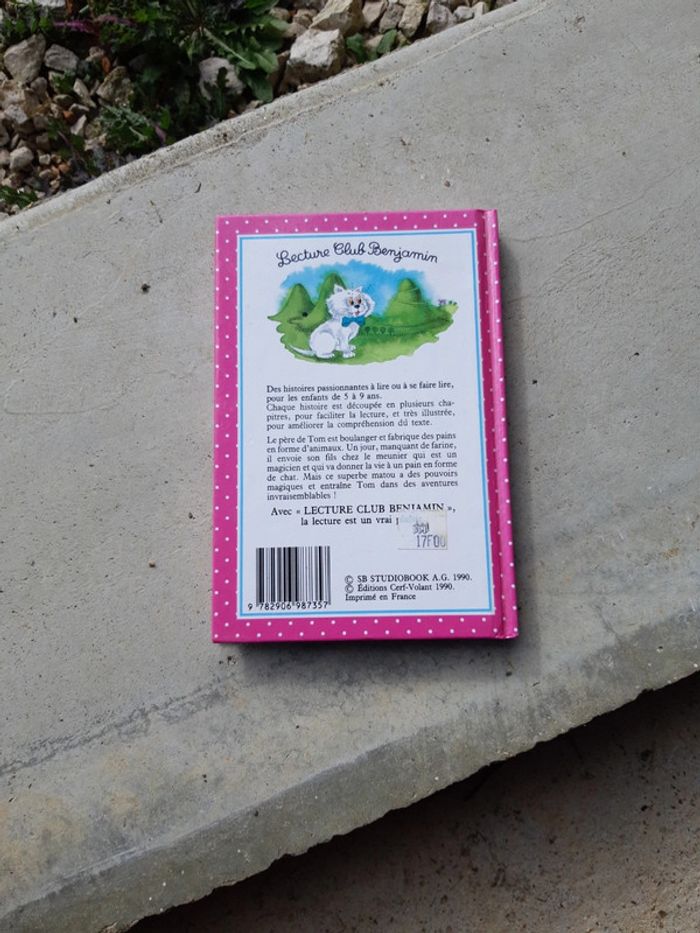 Lecture Club Benjamin
Des histoires passionnantes à lire ou à se faire lire,
pour les enfants de 5 à 9 ans.
Chaque histoire est découpée en plusieurs cha-
pitres, pour faciliter la lecture, et très illustrée,
pour améliorer la compréhension du texte.
Le père de Tom est boulanger et fabrique des pains
en forme d'animaux. Un jour, manquant de farine,
il envoie son fils chez le meunier qui est un
magicien et qui va donner la vie à un pain en forme
de chat. Mais ce superbe matou a des pouvoirs
magiques et entraîne Tom dans des aventures
invraisemblables !
Avec « LECTURE CLUB BENJAMIN »,
la lecture est un vrai
17F00
© SB STUDIOBOOK A.G. 1990.
© Éditions Cerf-Volant 1990.
Imprimé en France
9 782906 987357